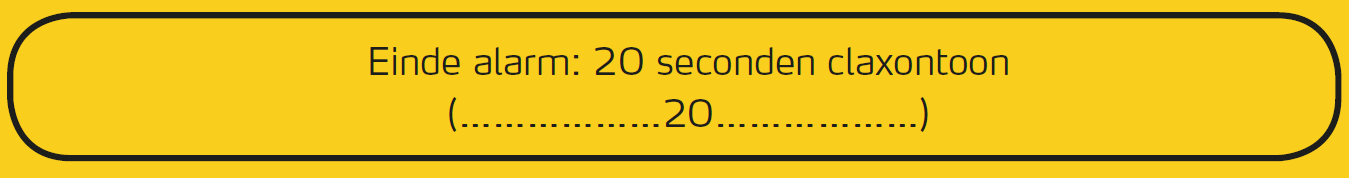 Einde alarm: 20 seconden claxontoon
(………………20………………)